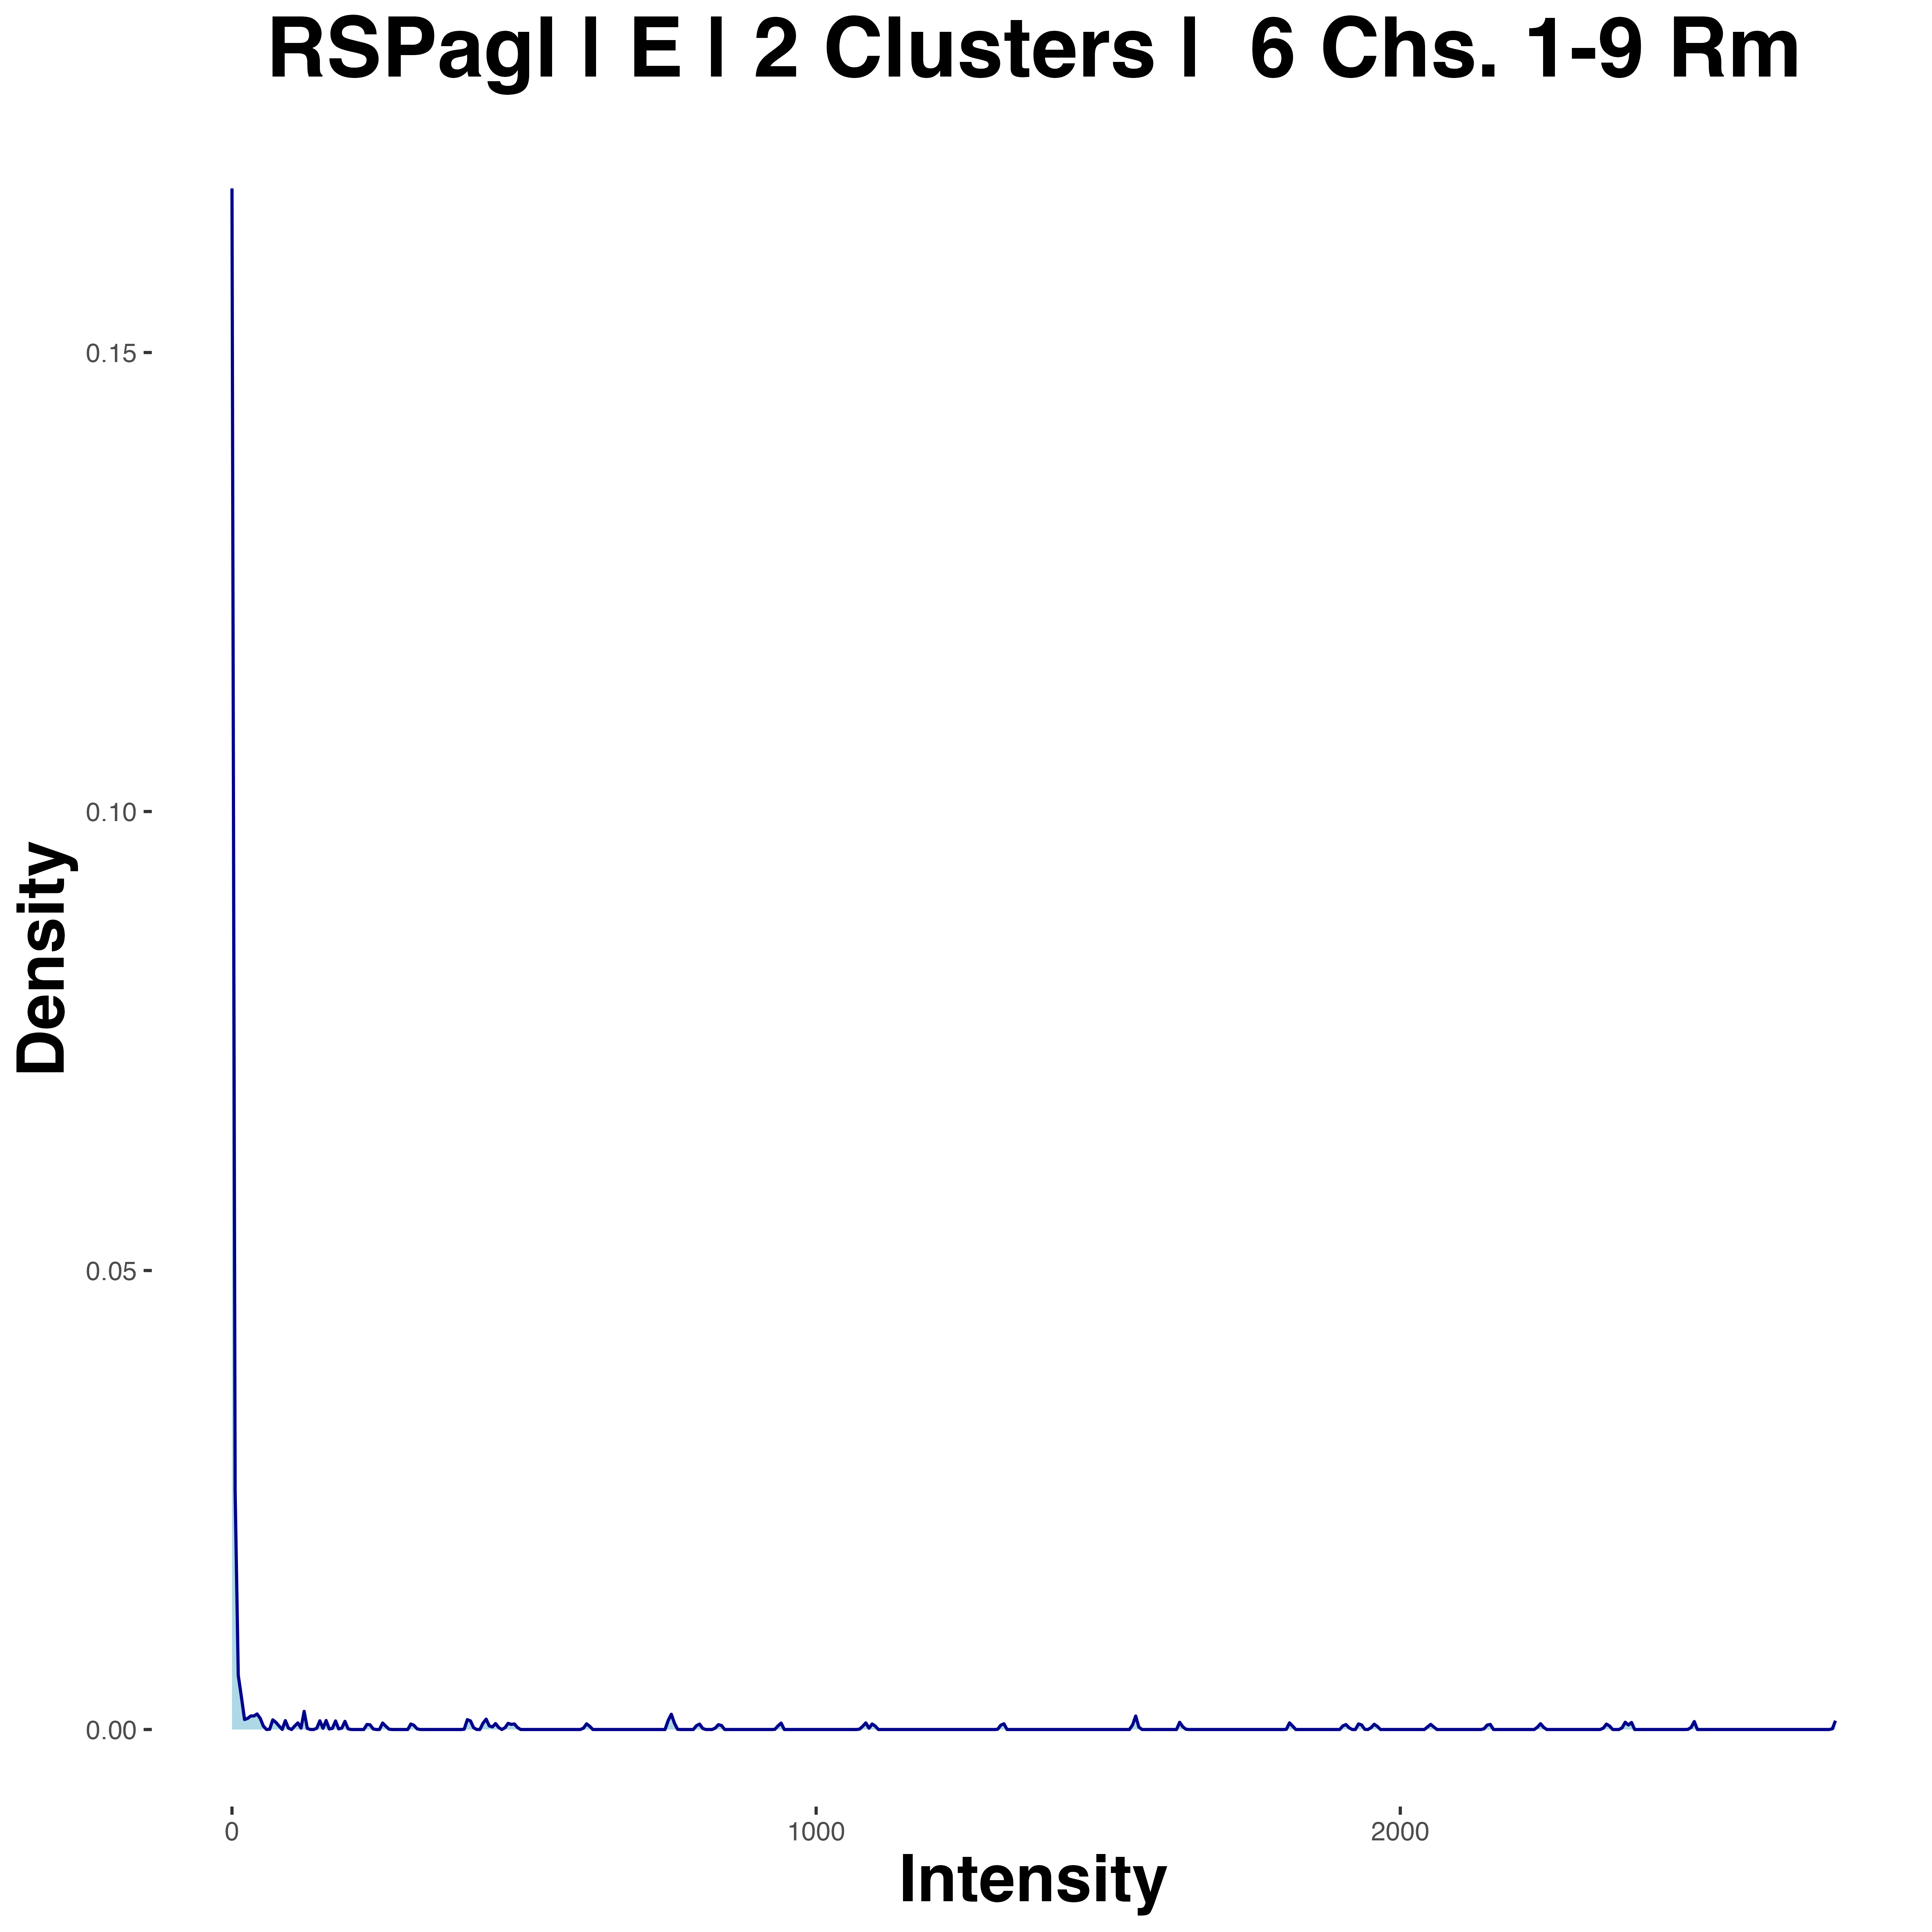 RSPagl | E | 2 Clusters |  6 Chs. 1-9 Rm
0.15
0.10
0.05
0.00
Density
0
1000
2000
Intensity